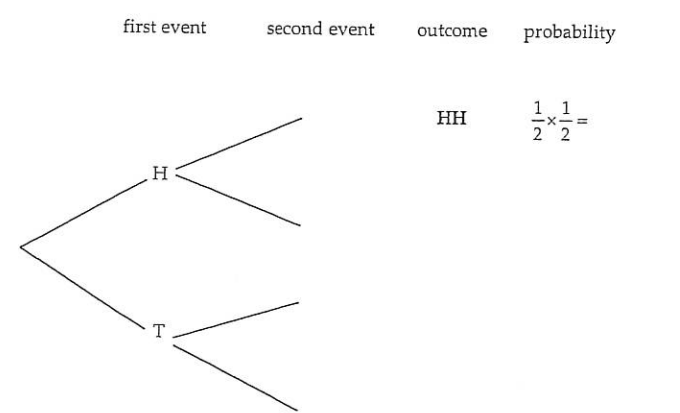 first event second event outcome probability
HH 1/2 × 1/2 =
H
T